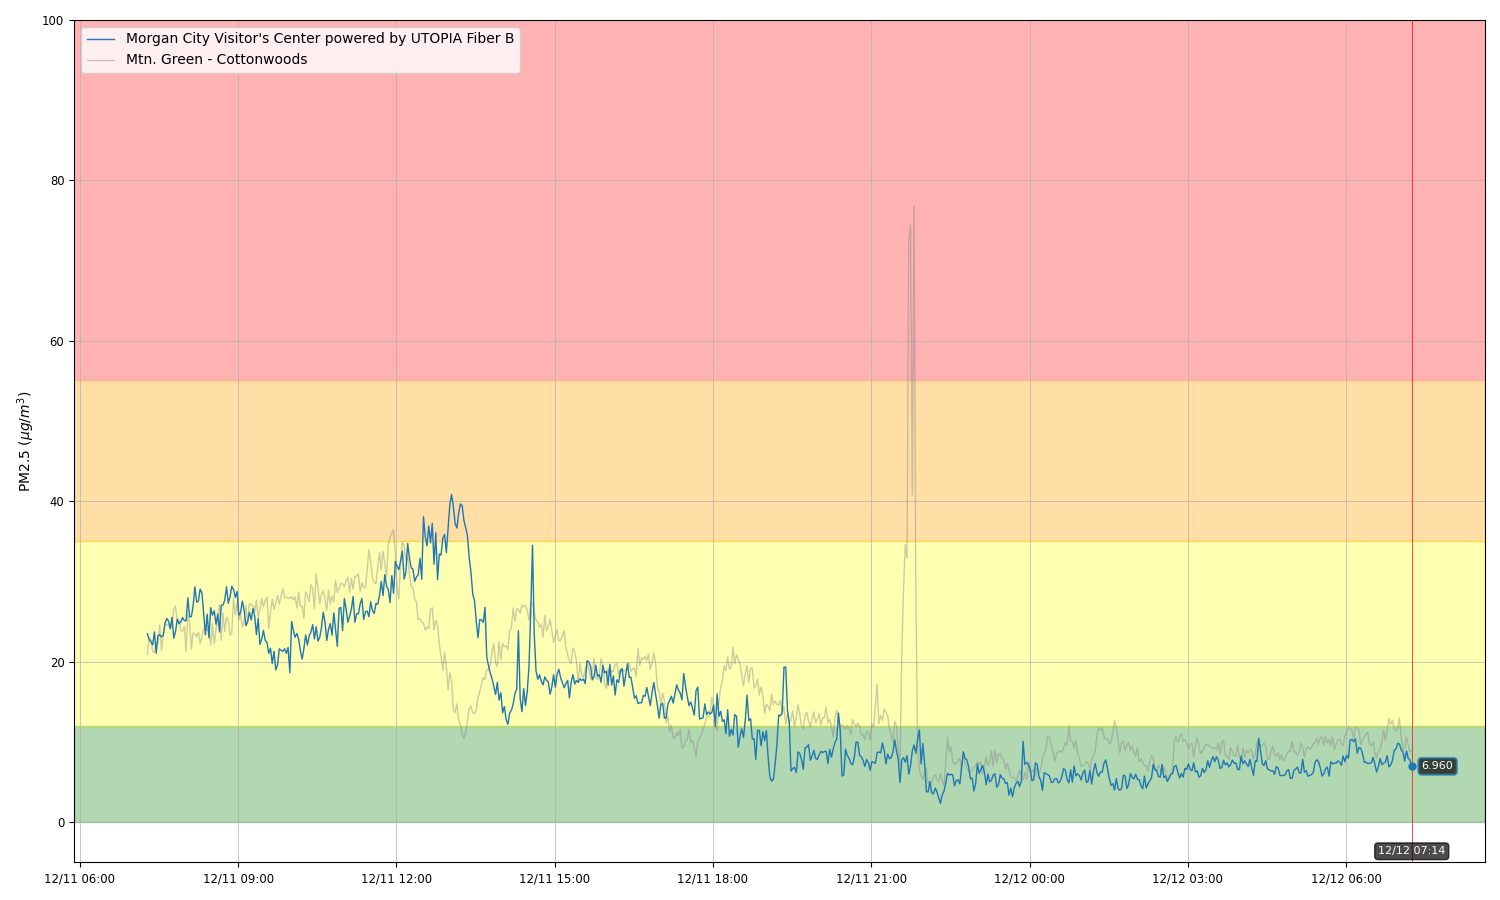 100
Morgan City Visitor's Center powered by UTOPIA Fiber B
Mtn. Green - Cottonwoods
80
60
PM2.5 (µg/m³)
40
20
6.960
0
12/12 07:14
12/11 06:00 12/11 09:00 12/11 12:00 12/11 15:00 12/11 18:00 12/11 21:00 12/12 00:00 12/12 03:00 12/12 06:00